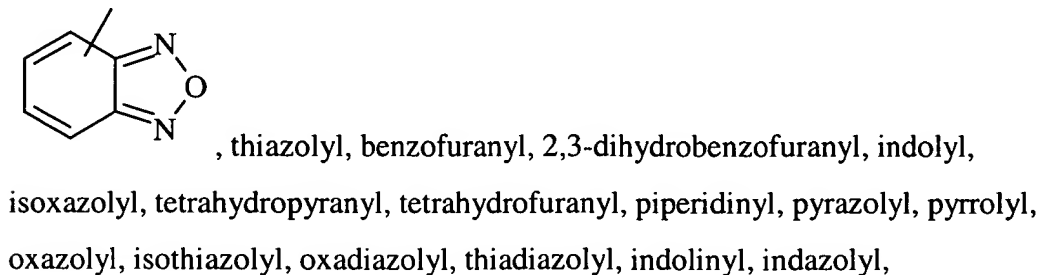 N
O
N
, thiazolyl, benzofuranyl, 2,3-dihydrobenzofuranyl, indolyl,
isoxazolyl, tetrahydropyranyl, tetrahydrofuranyl, piperidinyl, pyrazolyl, pyrrolyl,
oxazolyl, isothiazolyl, oxadiazolyl, thiadiazolyl, indolinyl, indazolyl,